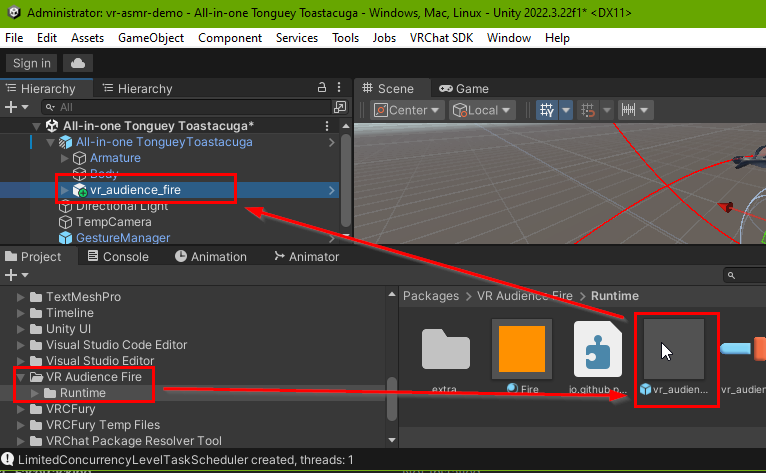 Administrator: vr-asmr-demo - All-in-one Tonguey Toastacuga - Windows, Mac, Linux - Unity 2022.3.22f1* <DX11>
File Edit Assets GameObject Component Services Tools Jobs VRChat SDK Window Help
Sign in
Hierarchy Hierarchy Scene Game
All Center Local
All-in-one Tonguey Toastacuga*
All-in-one TongueyToastacuga
Armature
Body
vr_audience_fire
Directional Light
TempCamera
GestureManager
Project Console Animation Animator
TextMeshPro
Timeline
Unity UI
Visual Studio Code Editor
Visual Studio Editor
VR Audience Fire
Runtime
VRCFury
VRCFury Temp Files
VRChat Package Resolver Tool
Packages > VR Audience Fire > Runtime
extra Fire io.github.p... vr_audien... vr_audien
LimitedConcurrencyLevelTaskScheduler created, threads: 1